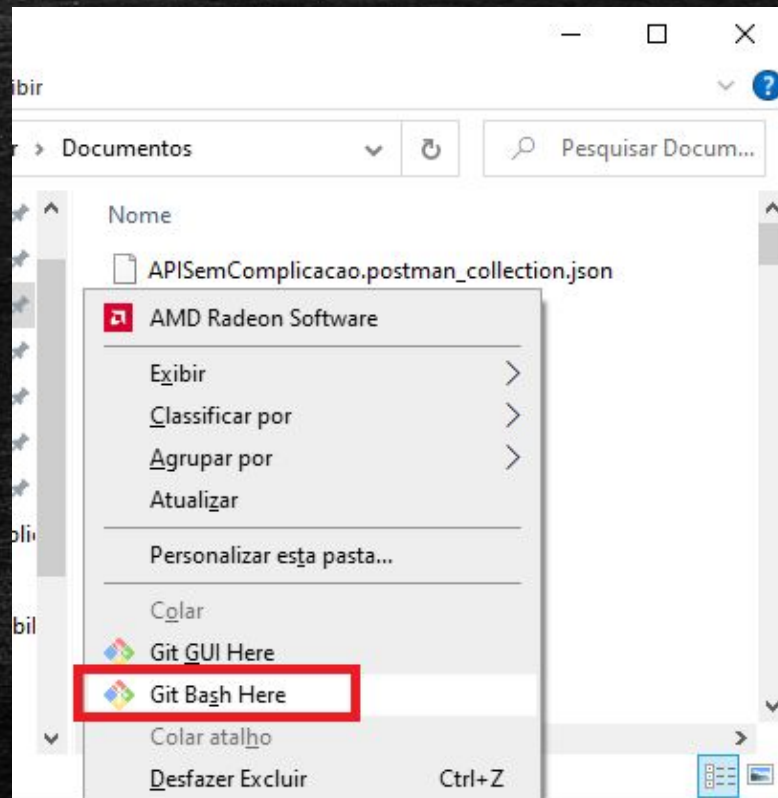 ibir
?
r > Documentos
Pesquisar Docum...
Nome
APISemComplicacao.postman_collection.json
AMD Radeon Software
Exibir
Classificar por
Agrupar por
Atualizar
Personalizar esta pasta...
Colar
Git GUI Here
Git Bash Here
Colar atalho
Desfazer Excluir Ctrl+Z
bil